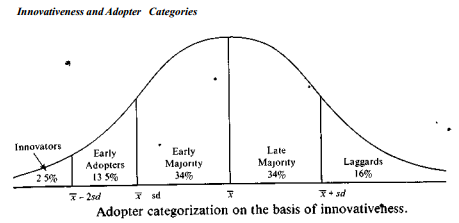 Innovativeness and Adopter Categories
Innovators
2 5%
Early
Adopters
13 5%
Early
Majority
34%
Late
Majority
34%
Laggards
16%
x̅ - 2sd
x̅ sd
x̅
x̅ + sd
Adopter categorization on the basis of innovativeness.